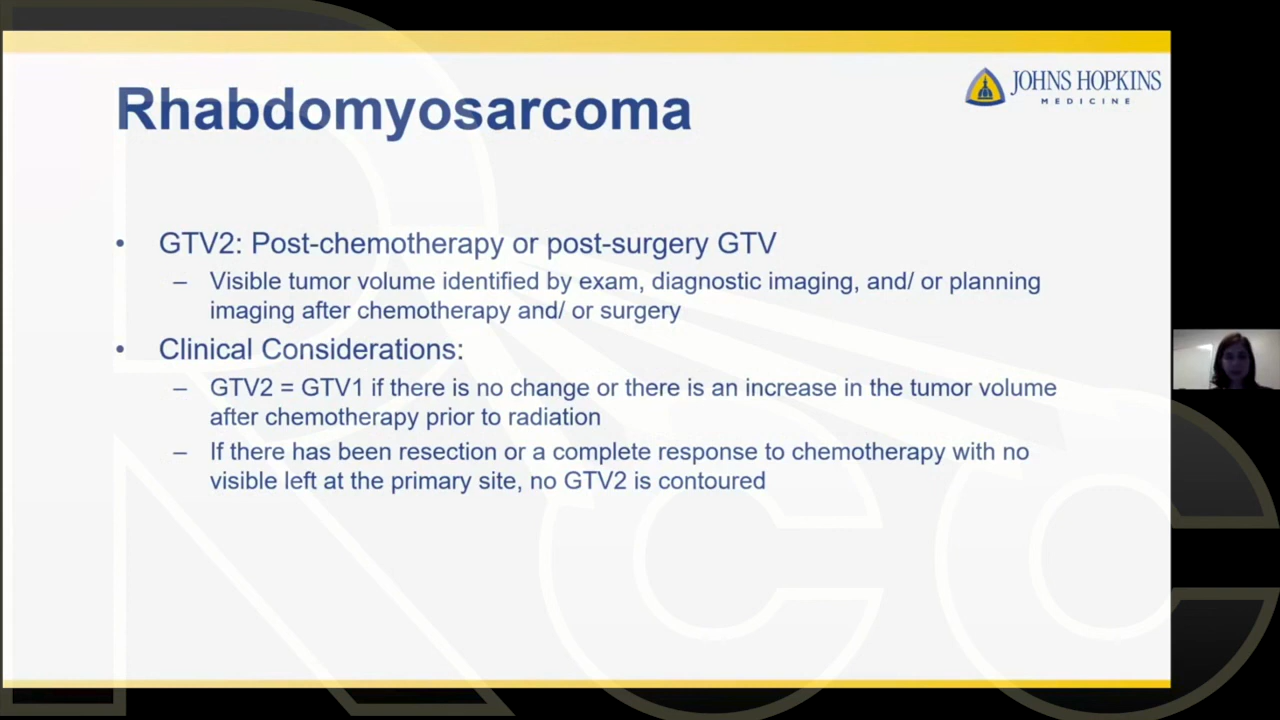 JOHNS HOPKINS
MEDICINE
Rhabdomyosarcoma
• GTV2: Post-chemotherapy or post-surgery GTV
– Visible tumor volume identified by exam, diagnostic imaging, and/ or planning
imaging after chemotherapy and/ or surgery
• Clinical Considerations:
– GTV2 = GTV1 if there is no change or there is an increase in the tumor volume
after chemotherapy prior to radiation
– If there has been resection or a complete response to chemotherapy with no
visible left at the primary site, no GTV2 is contoured
RCC